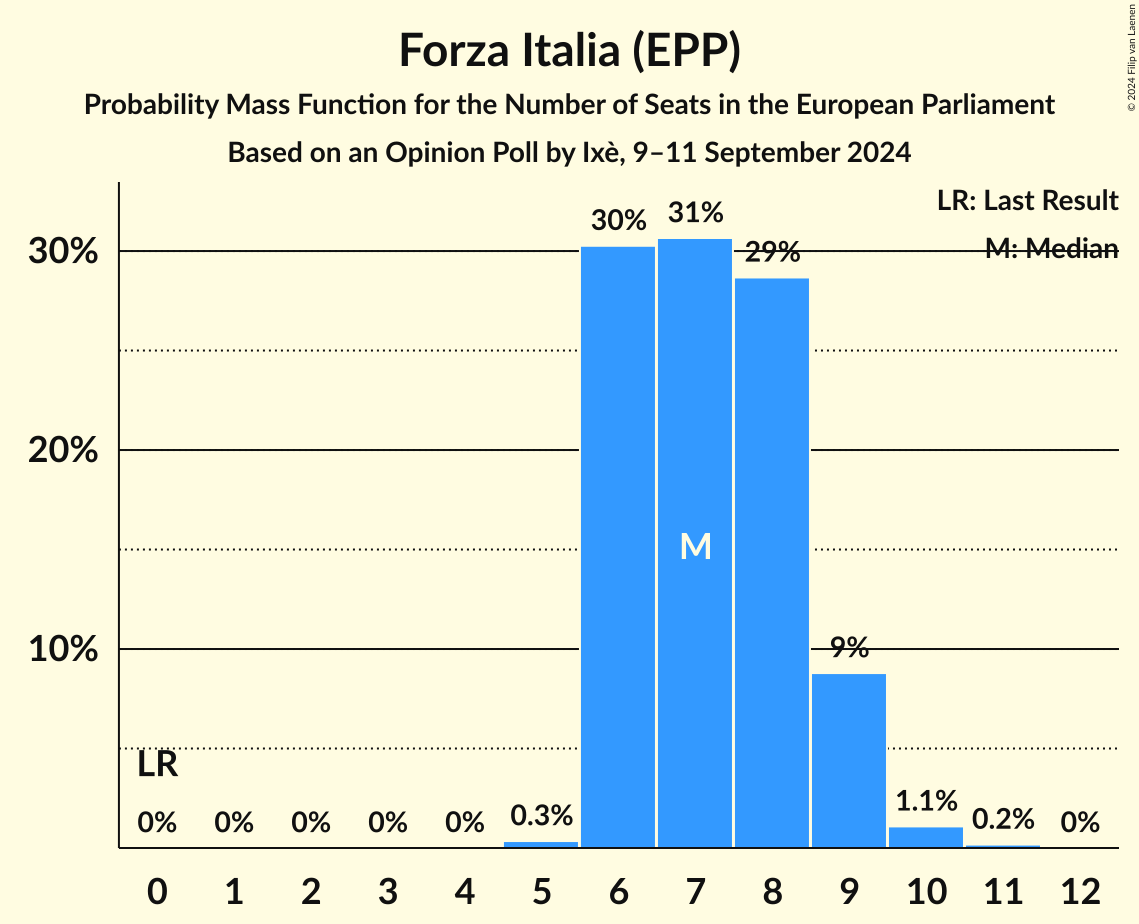 Forza Italia (EPP)
Probability Mass Function for the Number of Seats in the European Parliament
Based on an Opinion Poll by Ixè, 9–11 September 2024
© 2024 Filip van Laenen
LR: Last Result
M: Median
30%
20%
10%
30%
31%
29%
M
9%
LR
0%
0%
0%
0%
0%
0.3%
1.1%
0.2%
0%
0 1 2 3 4 5 6 7 8 9 10 11 12